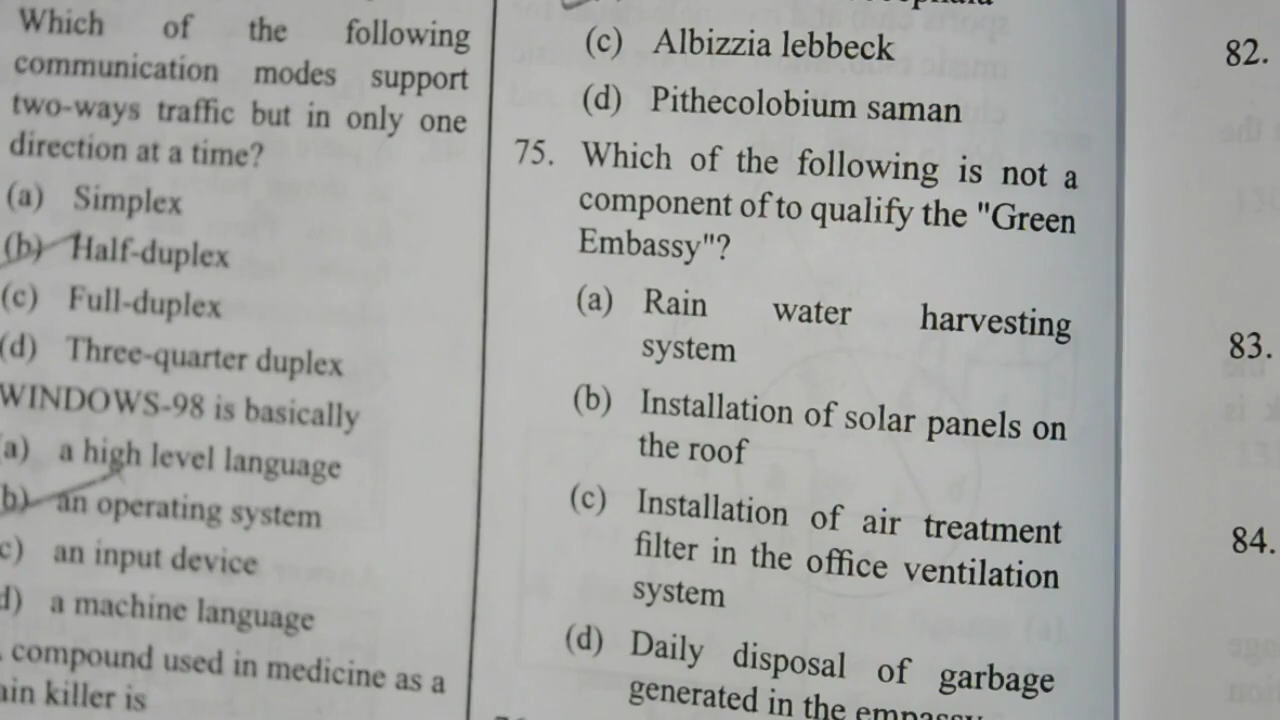 Which of the following
communication modes support
two-ways traffic but in only one
direction at a time?
(a) Simplex
(b) Half-duplex
(c) Full-duplex
(d) Three-quarter duplex
WINDOWS-98 is basically
a) a high level language
b) an operating system
c) an input device
d) a machine language
compound used in medicine as a
ain killer is
(c) Albizzia lebbeck
(d) Pithecolobium saman
75. Which of the following is not a
component of to qualify the "Green
Embassy"?
(a) Rain water harvesting
system
(b) Installation of solar panels on
the roof
(c) Installation of air treatment
filter in the office ventilation
system
(d) Daily disposal of garbage
generated in the empassy
82.
83.
84.